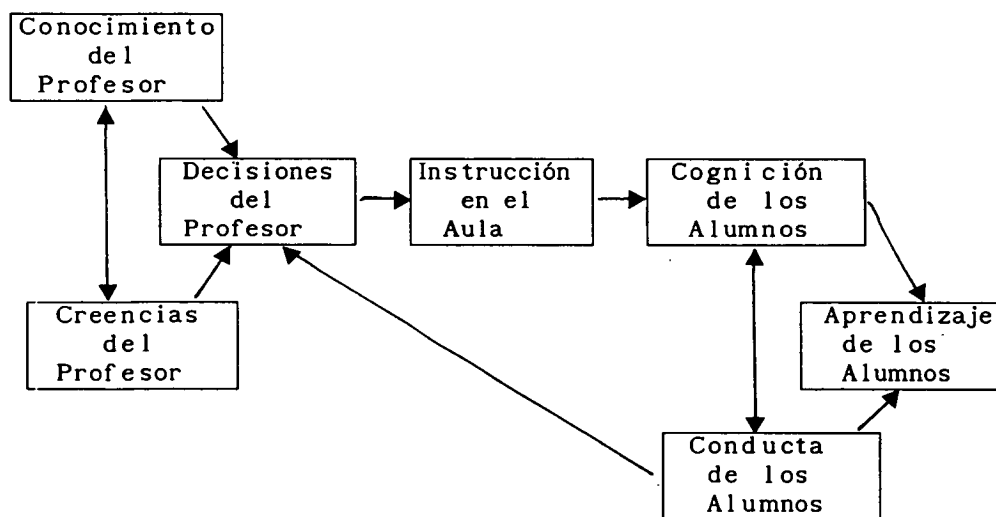 Conocimiento
del
Profesor
Decisiones
del
Profesor
Instrucción
en el
Aula
Cognición
de los
Alumnos
Creencias
del
Profesor
Aprendizaje
de los
Alumnos
Conducta
de los
Alumnos